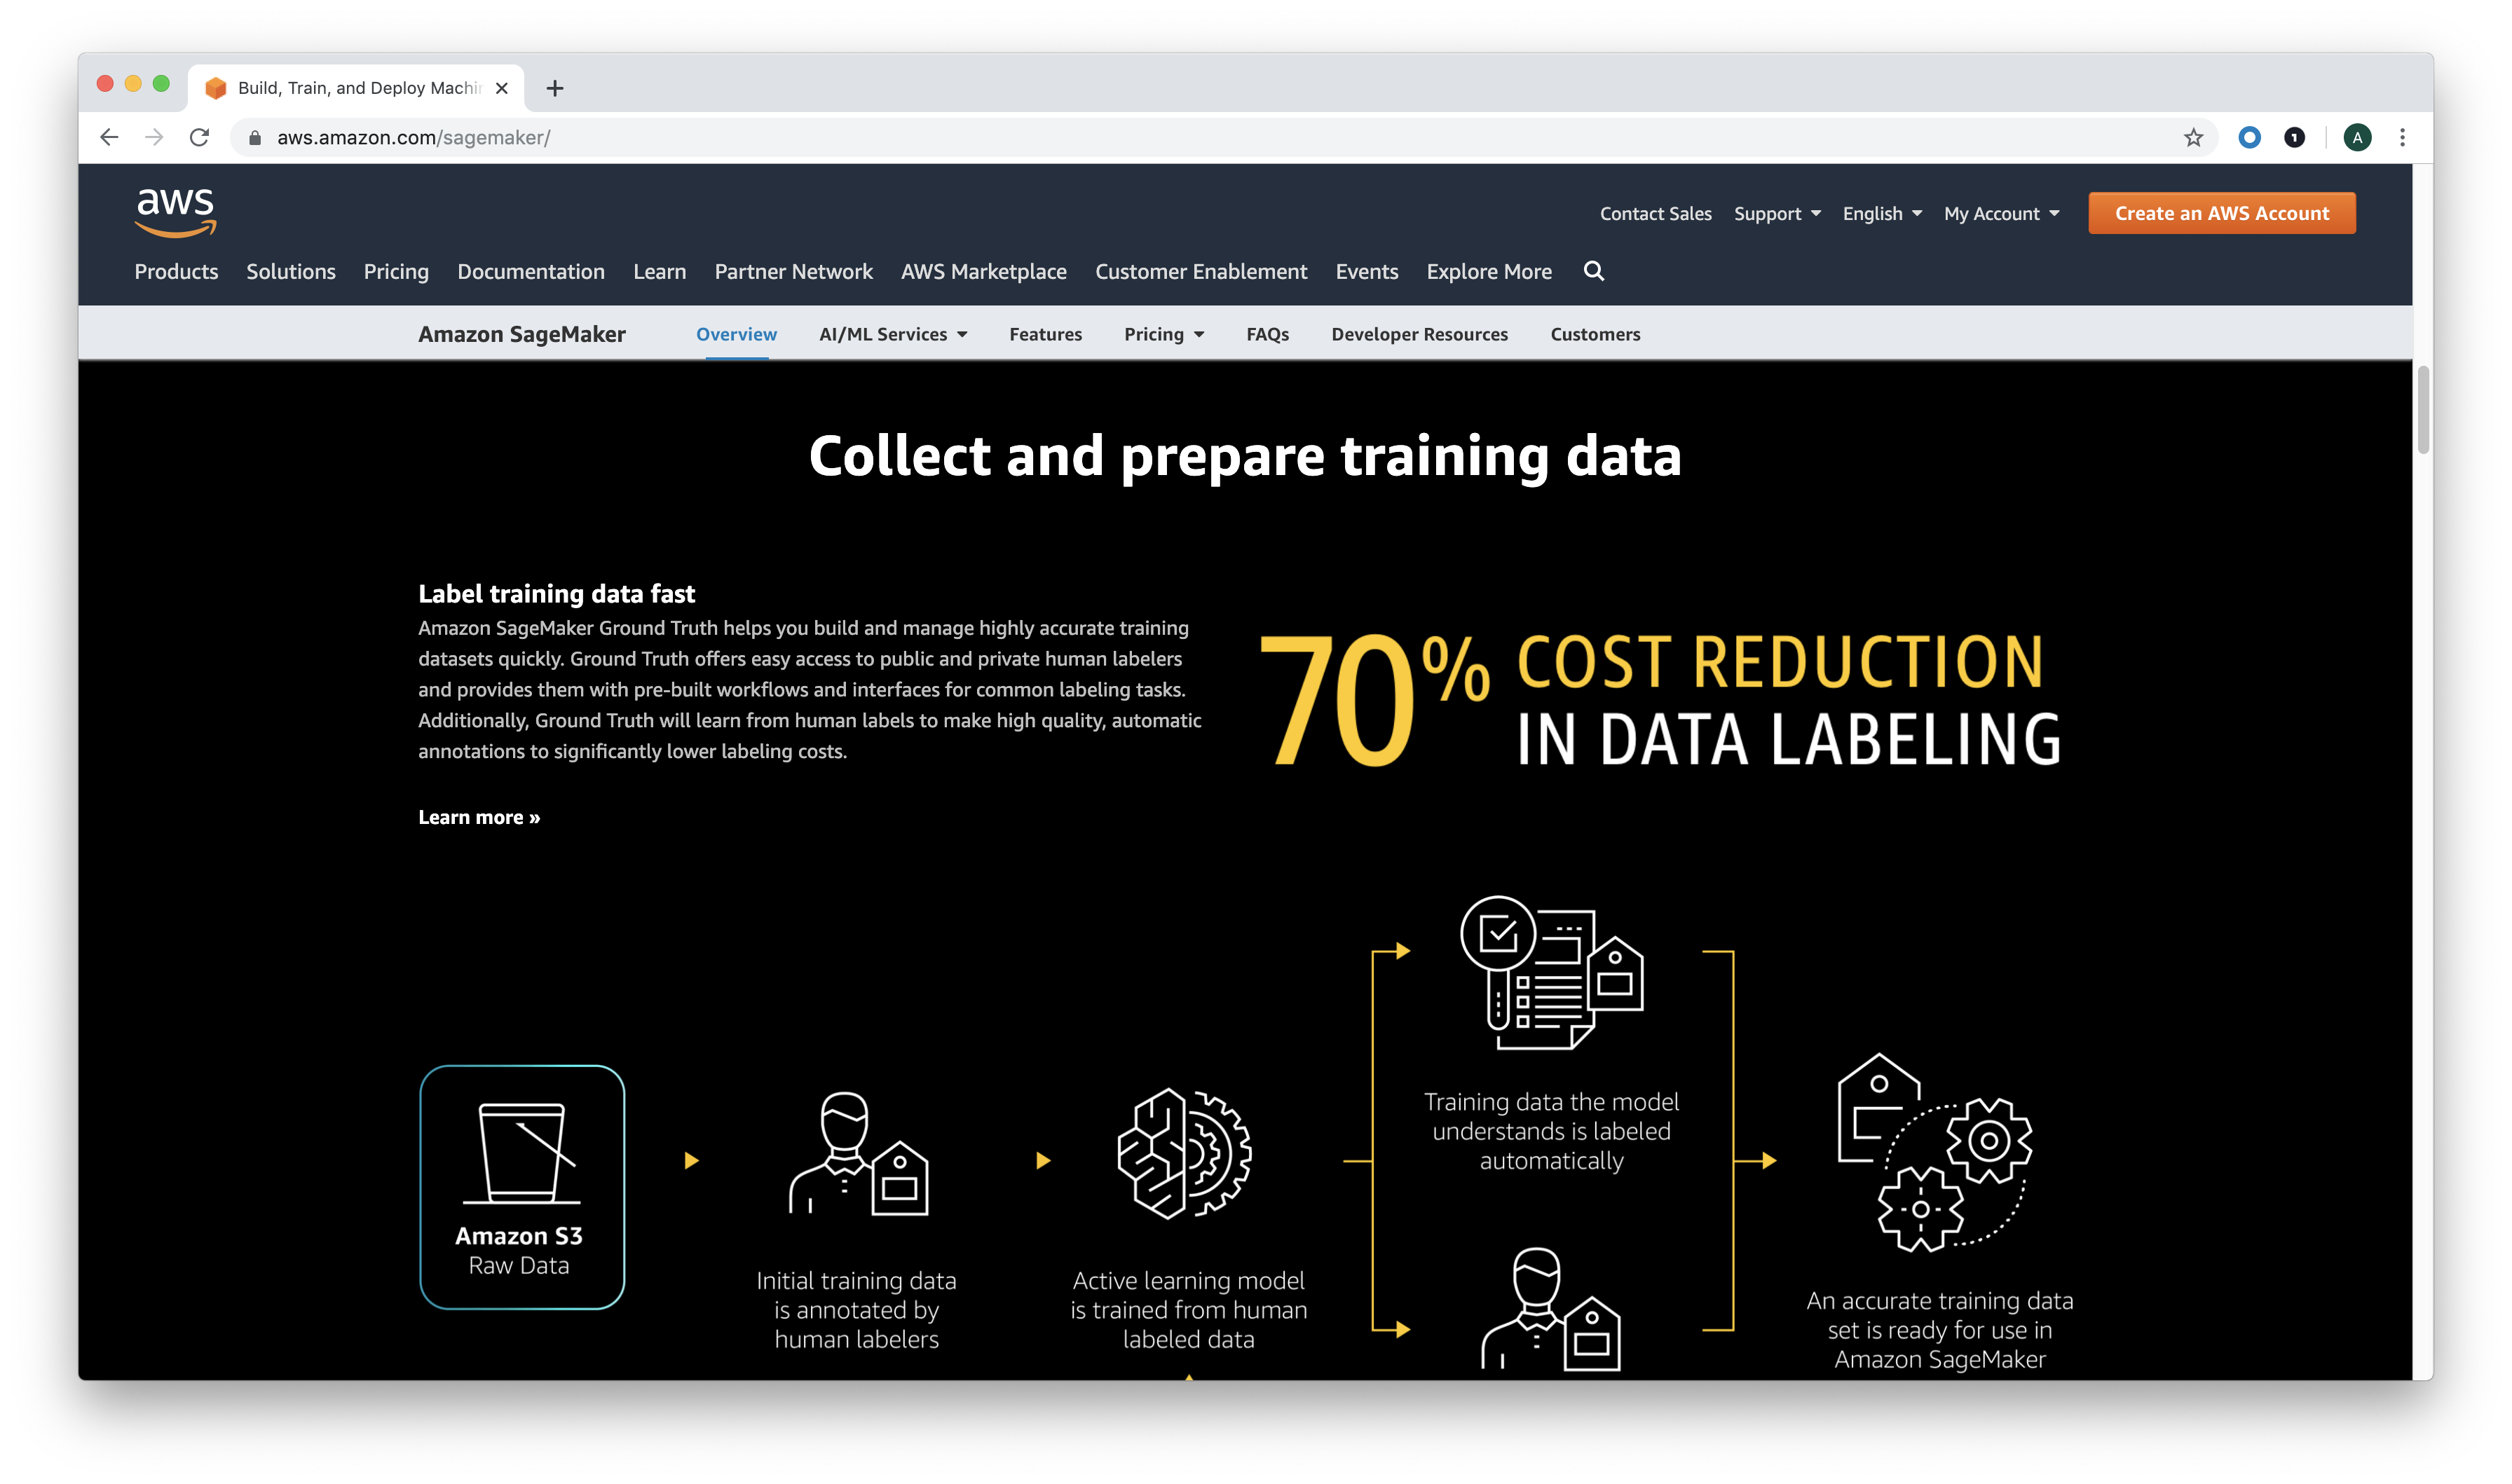 Build, Train, and Deploy Machin
aws.amazon.com/sagemaker/
A
aws
Contact Sales Support English My Account Create an AWS Account
Products Solutions Pricing Documentation Learn Partner Network AWS Marketplace Customer Enablement Events Explore More
Amazon SageMaker Overview AI/ML Services Features Pricing FAQs Developer Resources Customers
Collect and prepare training data
Label training data fast
Amazon SageMaker Ground Truth helps you build and manage highly accurate training
datasets quickly. Ground Truth offers easy access to public and private human labelers
and provides them with pre-built workflows and interfaces for common labeling tasks.
Additionally, Ground Truth will learn from human labels to make high quality, automatic
annotations to significantly lower labeling costs.
Learn more »
70% COST REDUCTION
IN DATA LABELING
Amazon S3
Raw Data
Initial training data
is annotated by
human labelers
Active learning model
is trained from human
labeled data
Training data the model
understands is labeled
automatically
An accurate training data
set is ready for use in
Amazon SageMaker